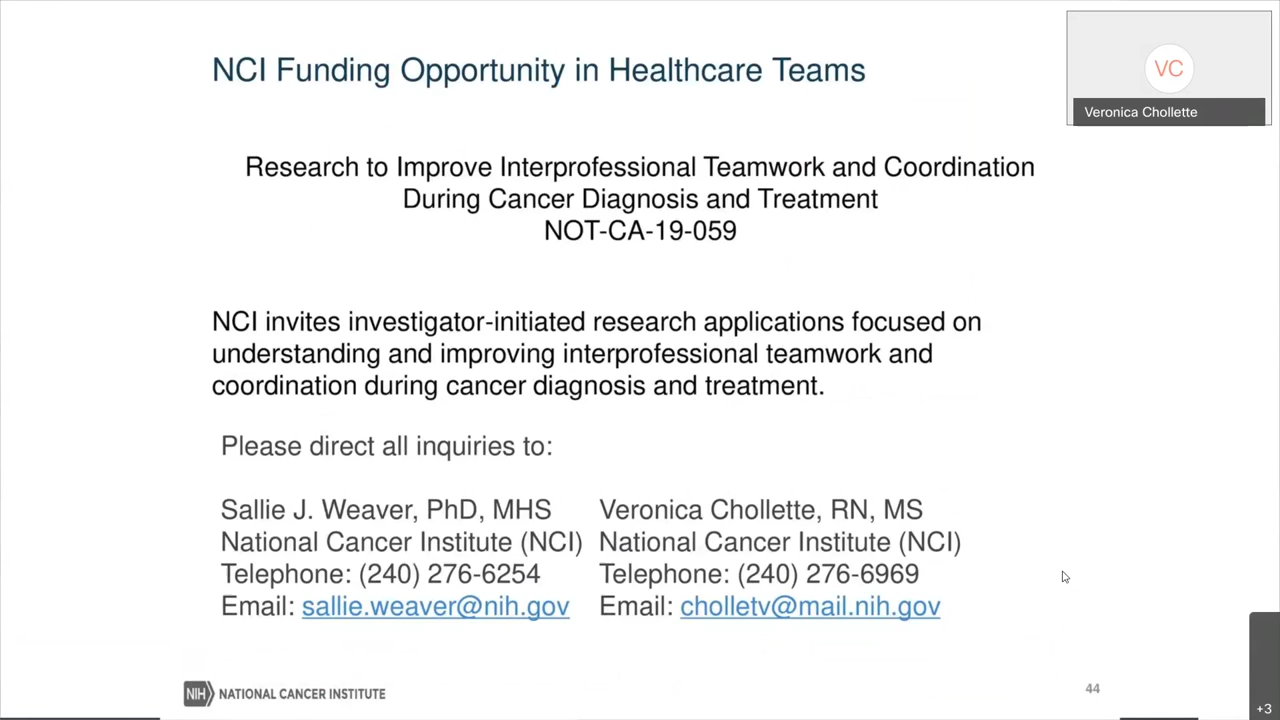 NCI Funding Opportunity in Healthcare Teams
VC
Veronica Chollette
Research to Improve Interprofessional Teamwork and Coordination
During Cancer Diagnosis and Treatment
NOT-CA-19-059
NCI invites investigator-initiated research applications focused on
understanding and improving interprofessional teamwork and
coordination during cancer diagnosis and treatment.
Please direct all inquiries to:
Sallie J. Weaver, PhD, MHS
National Cancer Institute (NCI)
Telephone: (240) 276-6254
Email: sallie.weaver@nih.gov
Veronica Chollette, RN, MS
National Cancer Institute (NCI)
Telephone: (240) 276-6969
Email: cholletv@mail.nih.gov
NIH NATIONAL CANCER INSTITUTE
44
+3